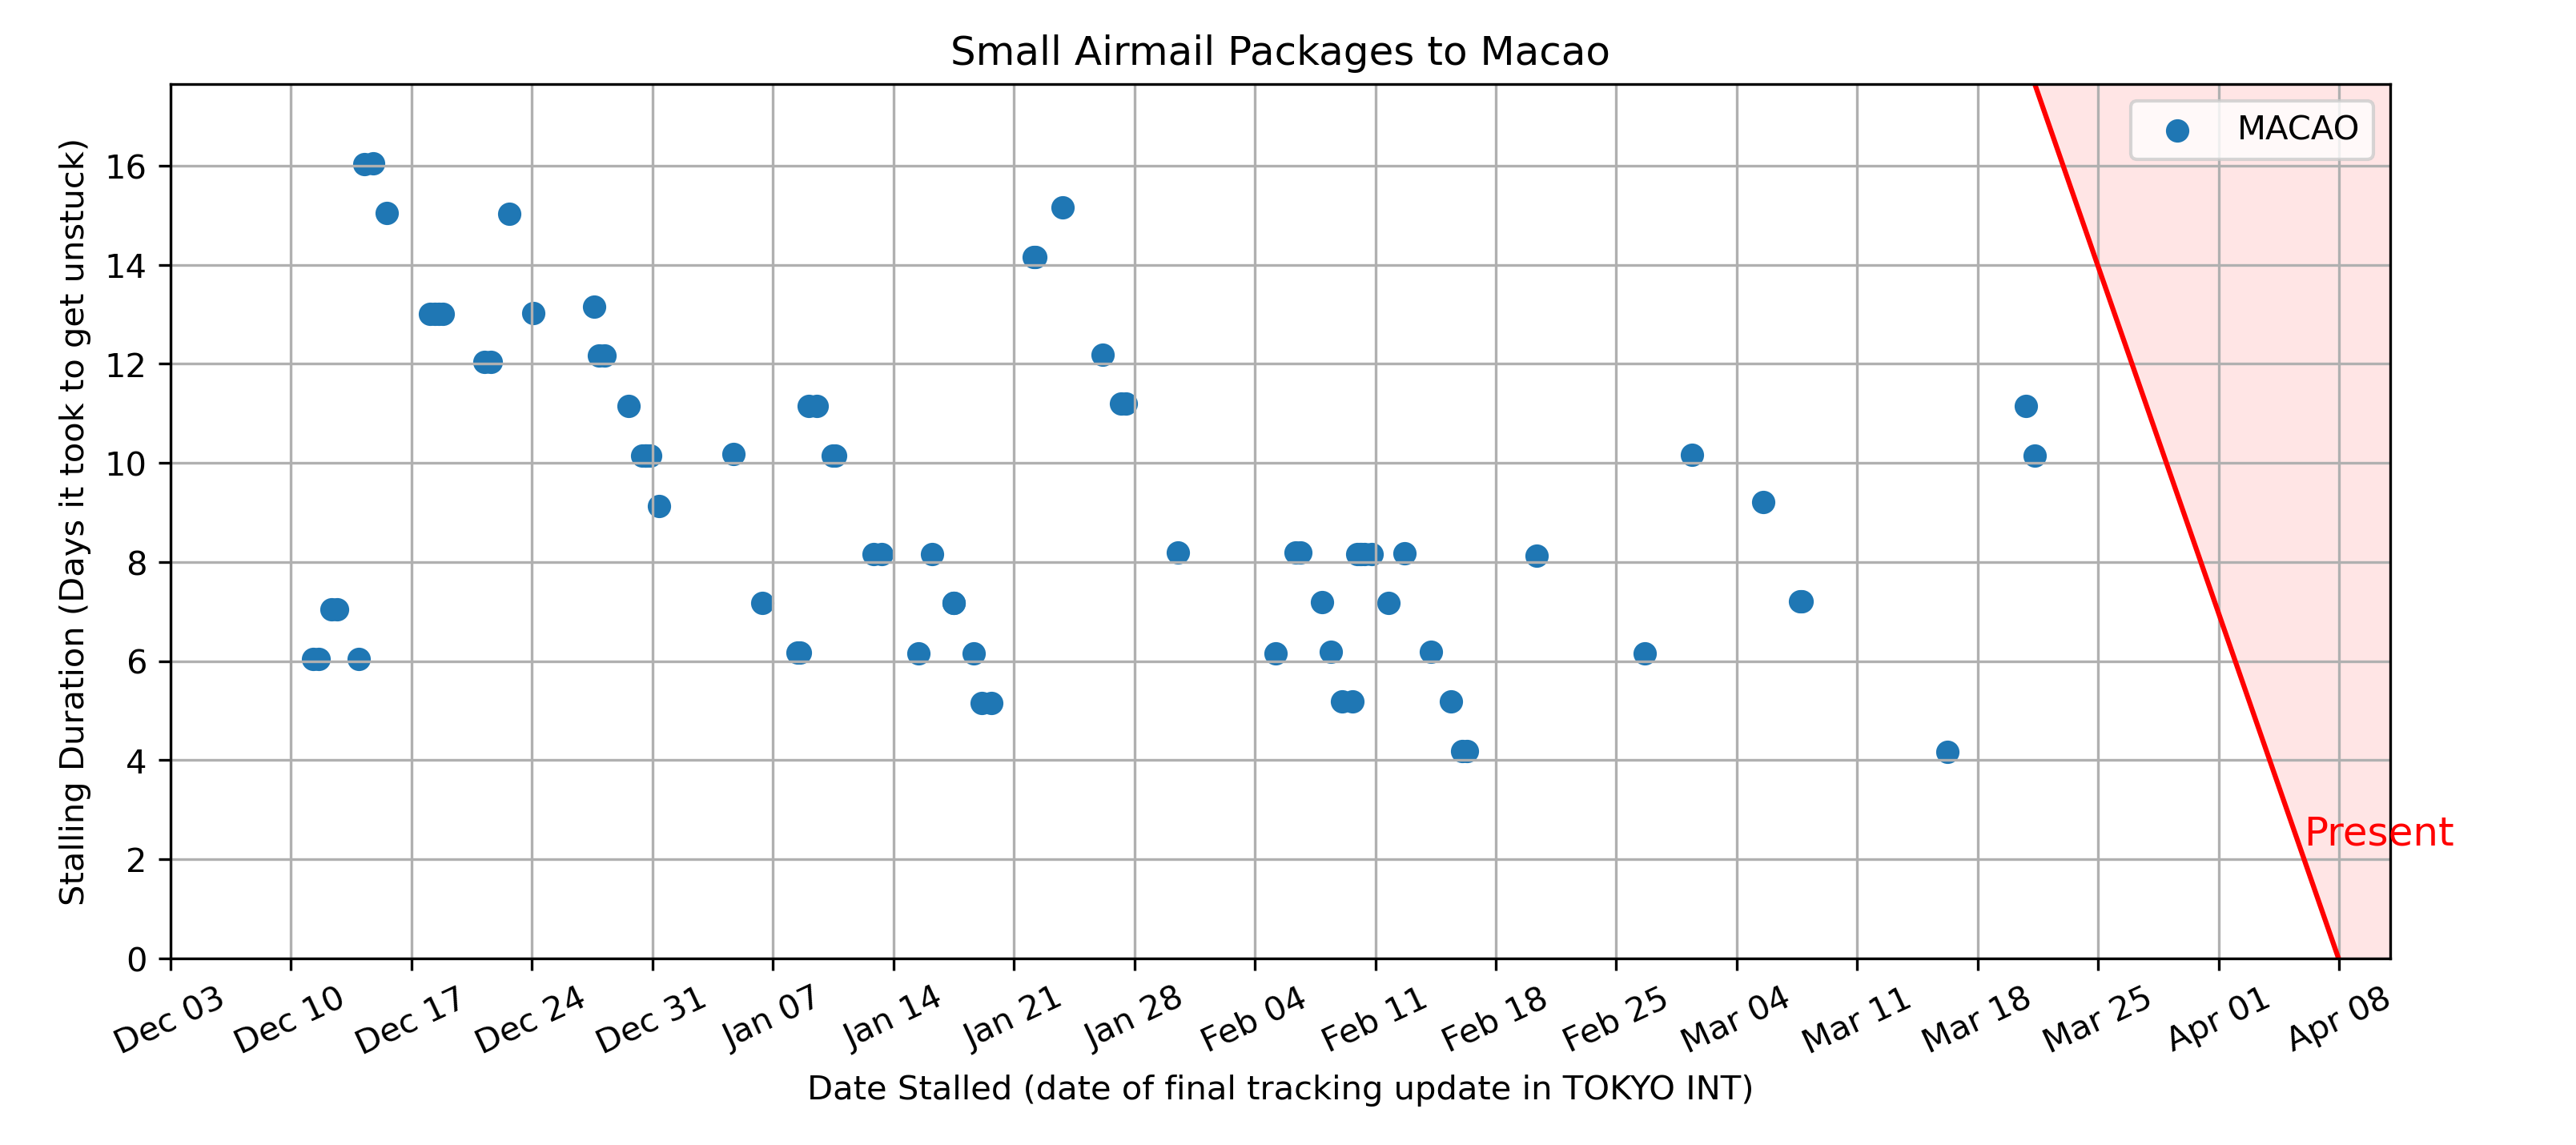 Small Airmail Packages to Macao
MACAO
Stalling Duration (Days it took to get unstuck)
16
14
12
10
8
6
4
2
0
Present
Dec 03
Dec 10
Dec 17
Dec 24
Dec 31
Jan 07
Jan 14
Jan 21
Jan 28
Feb 04
Feb 11
Feb 18
Feb 25
Mar 04
Mar 11
Mar 18
Mar 25
Apr 01
Apr 08
Date Stalled (date of final tracking update in TOKYO INT)